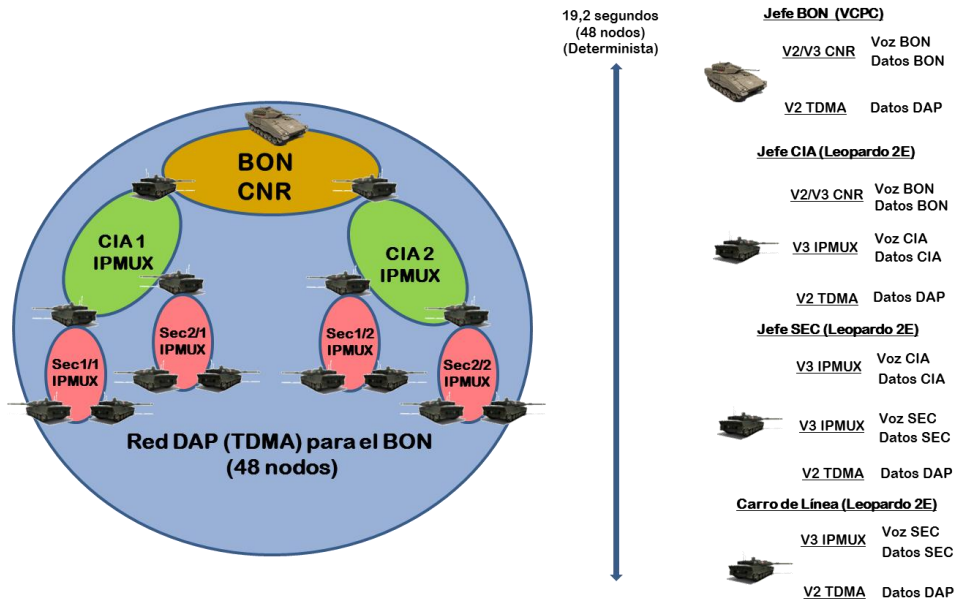 19,2 segundos
(48 nodos)
(Determinista)
BON
CNR
CIA 1
IPMUX
CIA 2
IPMUX
Sec1/1
IPMUX
Sec2/1
IPMUX
Sec1/2
IPMUX
Sec2/2
IPMUX
Red DAP (TDMA) para el BON
(48 nodos)
Jefe BON (VCPC)
V2/V3 CNR
Voz BON
Datos BON
V2 TDMA
Datos DAP
Jefe CIA (Leopardo 2E)
V2/V3 CNR
Voz BON
Datos BON
V3 IPMUX
Voz CIA
Datos CIA
V2 TDMA
Datos DAP
Jefe SEC (Leopardo 2E)
V3 IPMUX
Voz CIA
Datos CIA
V3 IPMUX
Voz SEC
Datos SEC
V2 TDMA
Datos DAP
Carro de Línea (Leopardo 2E)
V3 IPMUX
Voz SEC
Datos SEC
V2 TDMA
Datos DAP